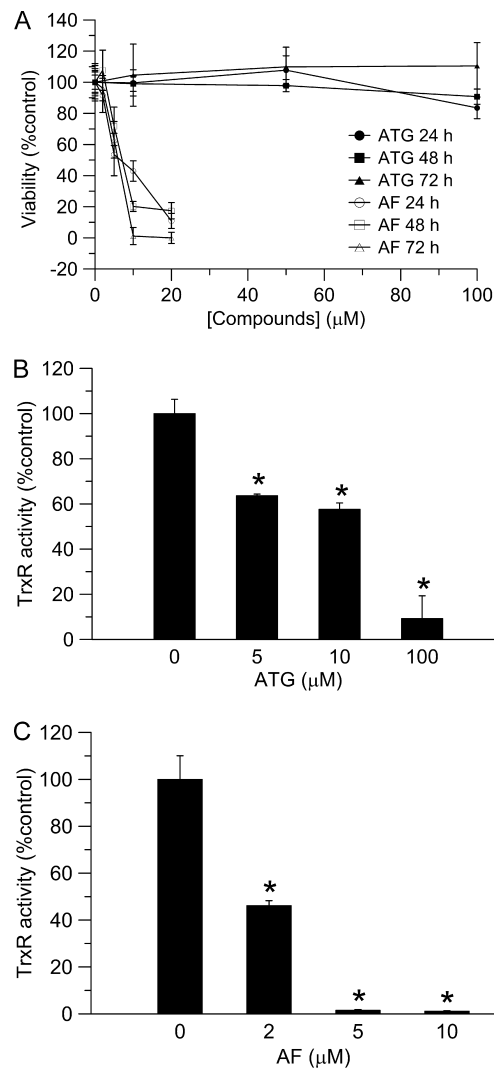 A
140
120
100
80
60
40
20
0
-20
Viability (%control)
ATG 24 h
ATG 48 h
ATG 72 h
AF 24 h
AF 48 h
AF 72 h
0 20 40 60 80 100
[Compounds] (μM)
B
120
100
80
60
40
20
0
TrxR activity (%control)
* * *
0 5 10 100
ATG (μM)
C
120
100
80
60
40
20
0
TrxR activity (%control)
* * *
0 2 5 10
AF (μM)